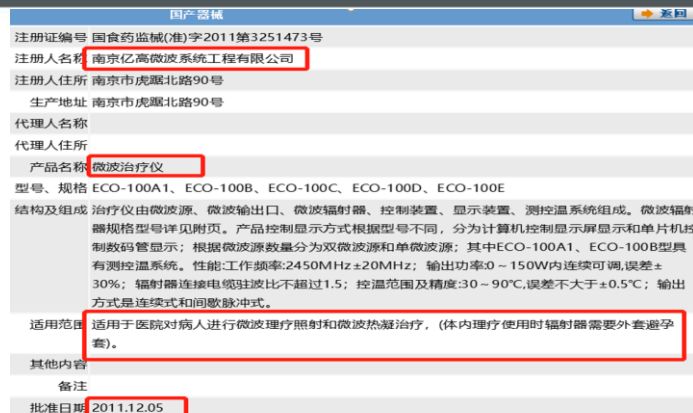 国产器械
返回
注册证编号 国食药监械(准)字2011第3251473号
注册人名称 南京亿高微波系统工程有限公司
注册人住所 南京市虎踞北路90号
生产地址 南京市虎踞北路90号
代理人名称
代理人住所
产品名称 微波治疗仪
型号、规格 ECO-100A1、ECO-100B、ECO-100C、ECO-100D、ECO-100E
结构及组成 治疗仪由微波源、微波输出口、微波辐射器、控制装置、显示装置、测控温系统组成。微波辐射
器规格型号详见附页。产品控制显示方式根据型号不同，分为计算机控制显示屏显示和单片机控
制数码管显示；根据微波源数量分为双微波源和单微波源；其中ECO-100A1、ECO-100B型具
有测控温系统。性能:工作频率:2450MHz±20MHz；输出功率:0～150W内连续可调,误差±
30%；辐射器连接电缆驻波比不超过1.5；控温范围及精度:30～90℃,误差不大于±0.5℃；输出
方式是连续式和间歇脉冲式。
适用范围 适用于医院对病人进行微波理疗照射和微波热凝治疗，(体内理疗使用时辐射器需要外套避孕
套)。
其他内容
备注
批准日期 2011.12.05